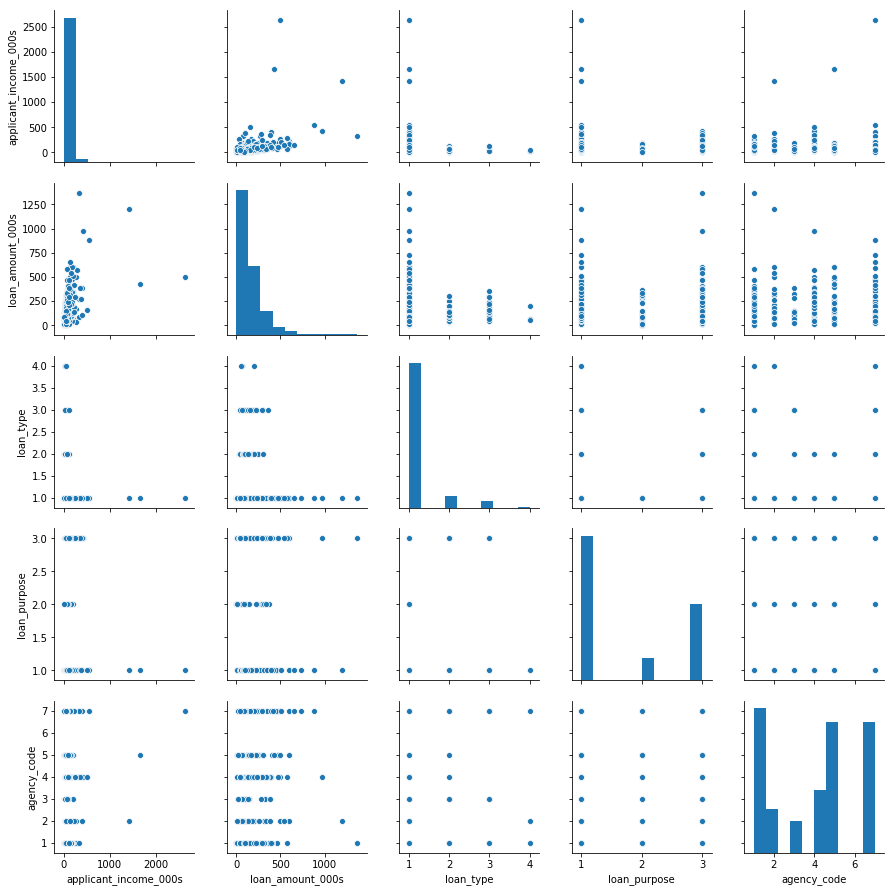 applicant_income_000s
2500
2000
1500
1000
500
0
loan_amount_000s
1250
1000
750
500
250
0
loan_type
4.0
3.5
3.0
2.5
2.0
1.5
1.0
loan_purpose
3.0
2.5
2.0
1.5
1.0
agency_code
7
6
5
4
3
2
1
0 1000 2000
0 500 1000
1 2 3 4
1 2 3
2 4 6
applicant_income_000s loan_amount_000s loan_type loan_purpose agency_code